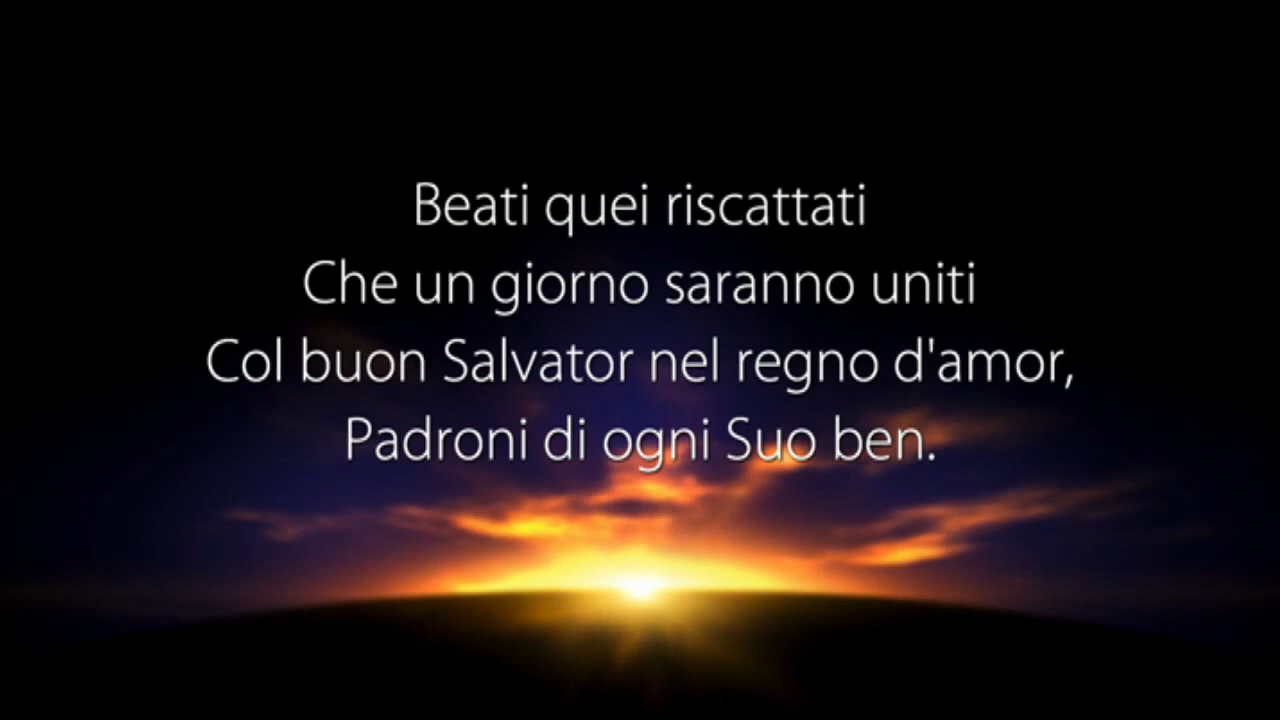 Beati quei riscattati
Che un giorno saranno uniti
Col buon Salvator nel regno d'amor,
Padroni di ogni Suo ben.